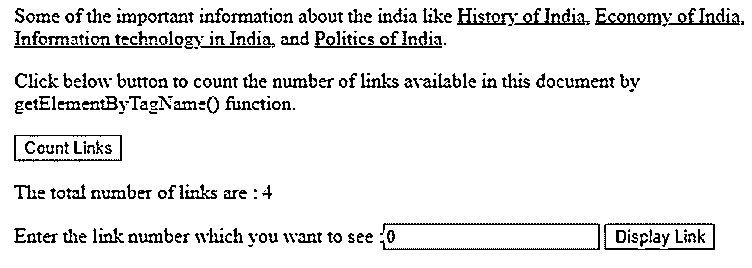 Some of the important information about the india like History of India, Economy of India,
Information technology in India, and Politics of India.
Click below button to count the number of links available in this document by
getElementByTagName() function.
Count Links
The total number of links are : 4
Enter the link number which you want to see :0 Display Link